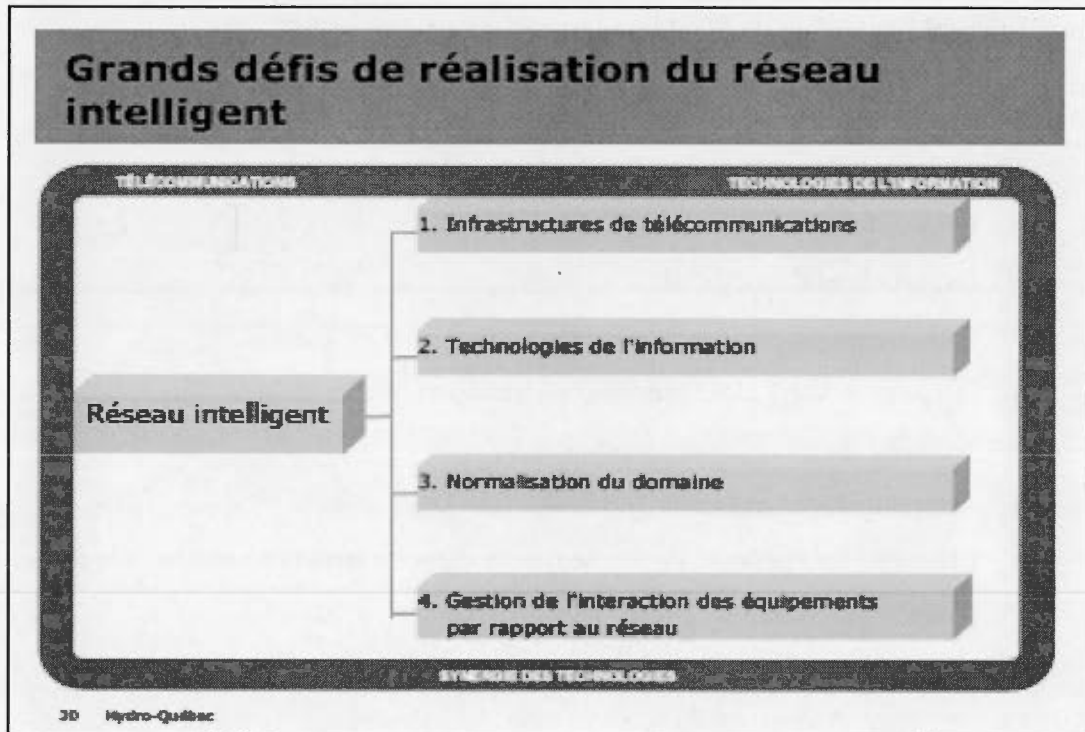 Grands défis de réalisation du réseau
intelligent
TÉLÉCOMMUNICATIONS
TECHNOLOGIES DE L'INFORMATION
1. Infrastructures de télécommunications
2. Technologies de l'information
Réseau intelligent
3. Normalisation du domaine
4. Gestion de l'interaction des équipements
par rapport au réseau
SYNERGIE DES TECHNOLOGIES
30 Hydro-Québec